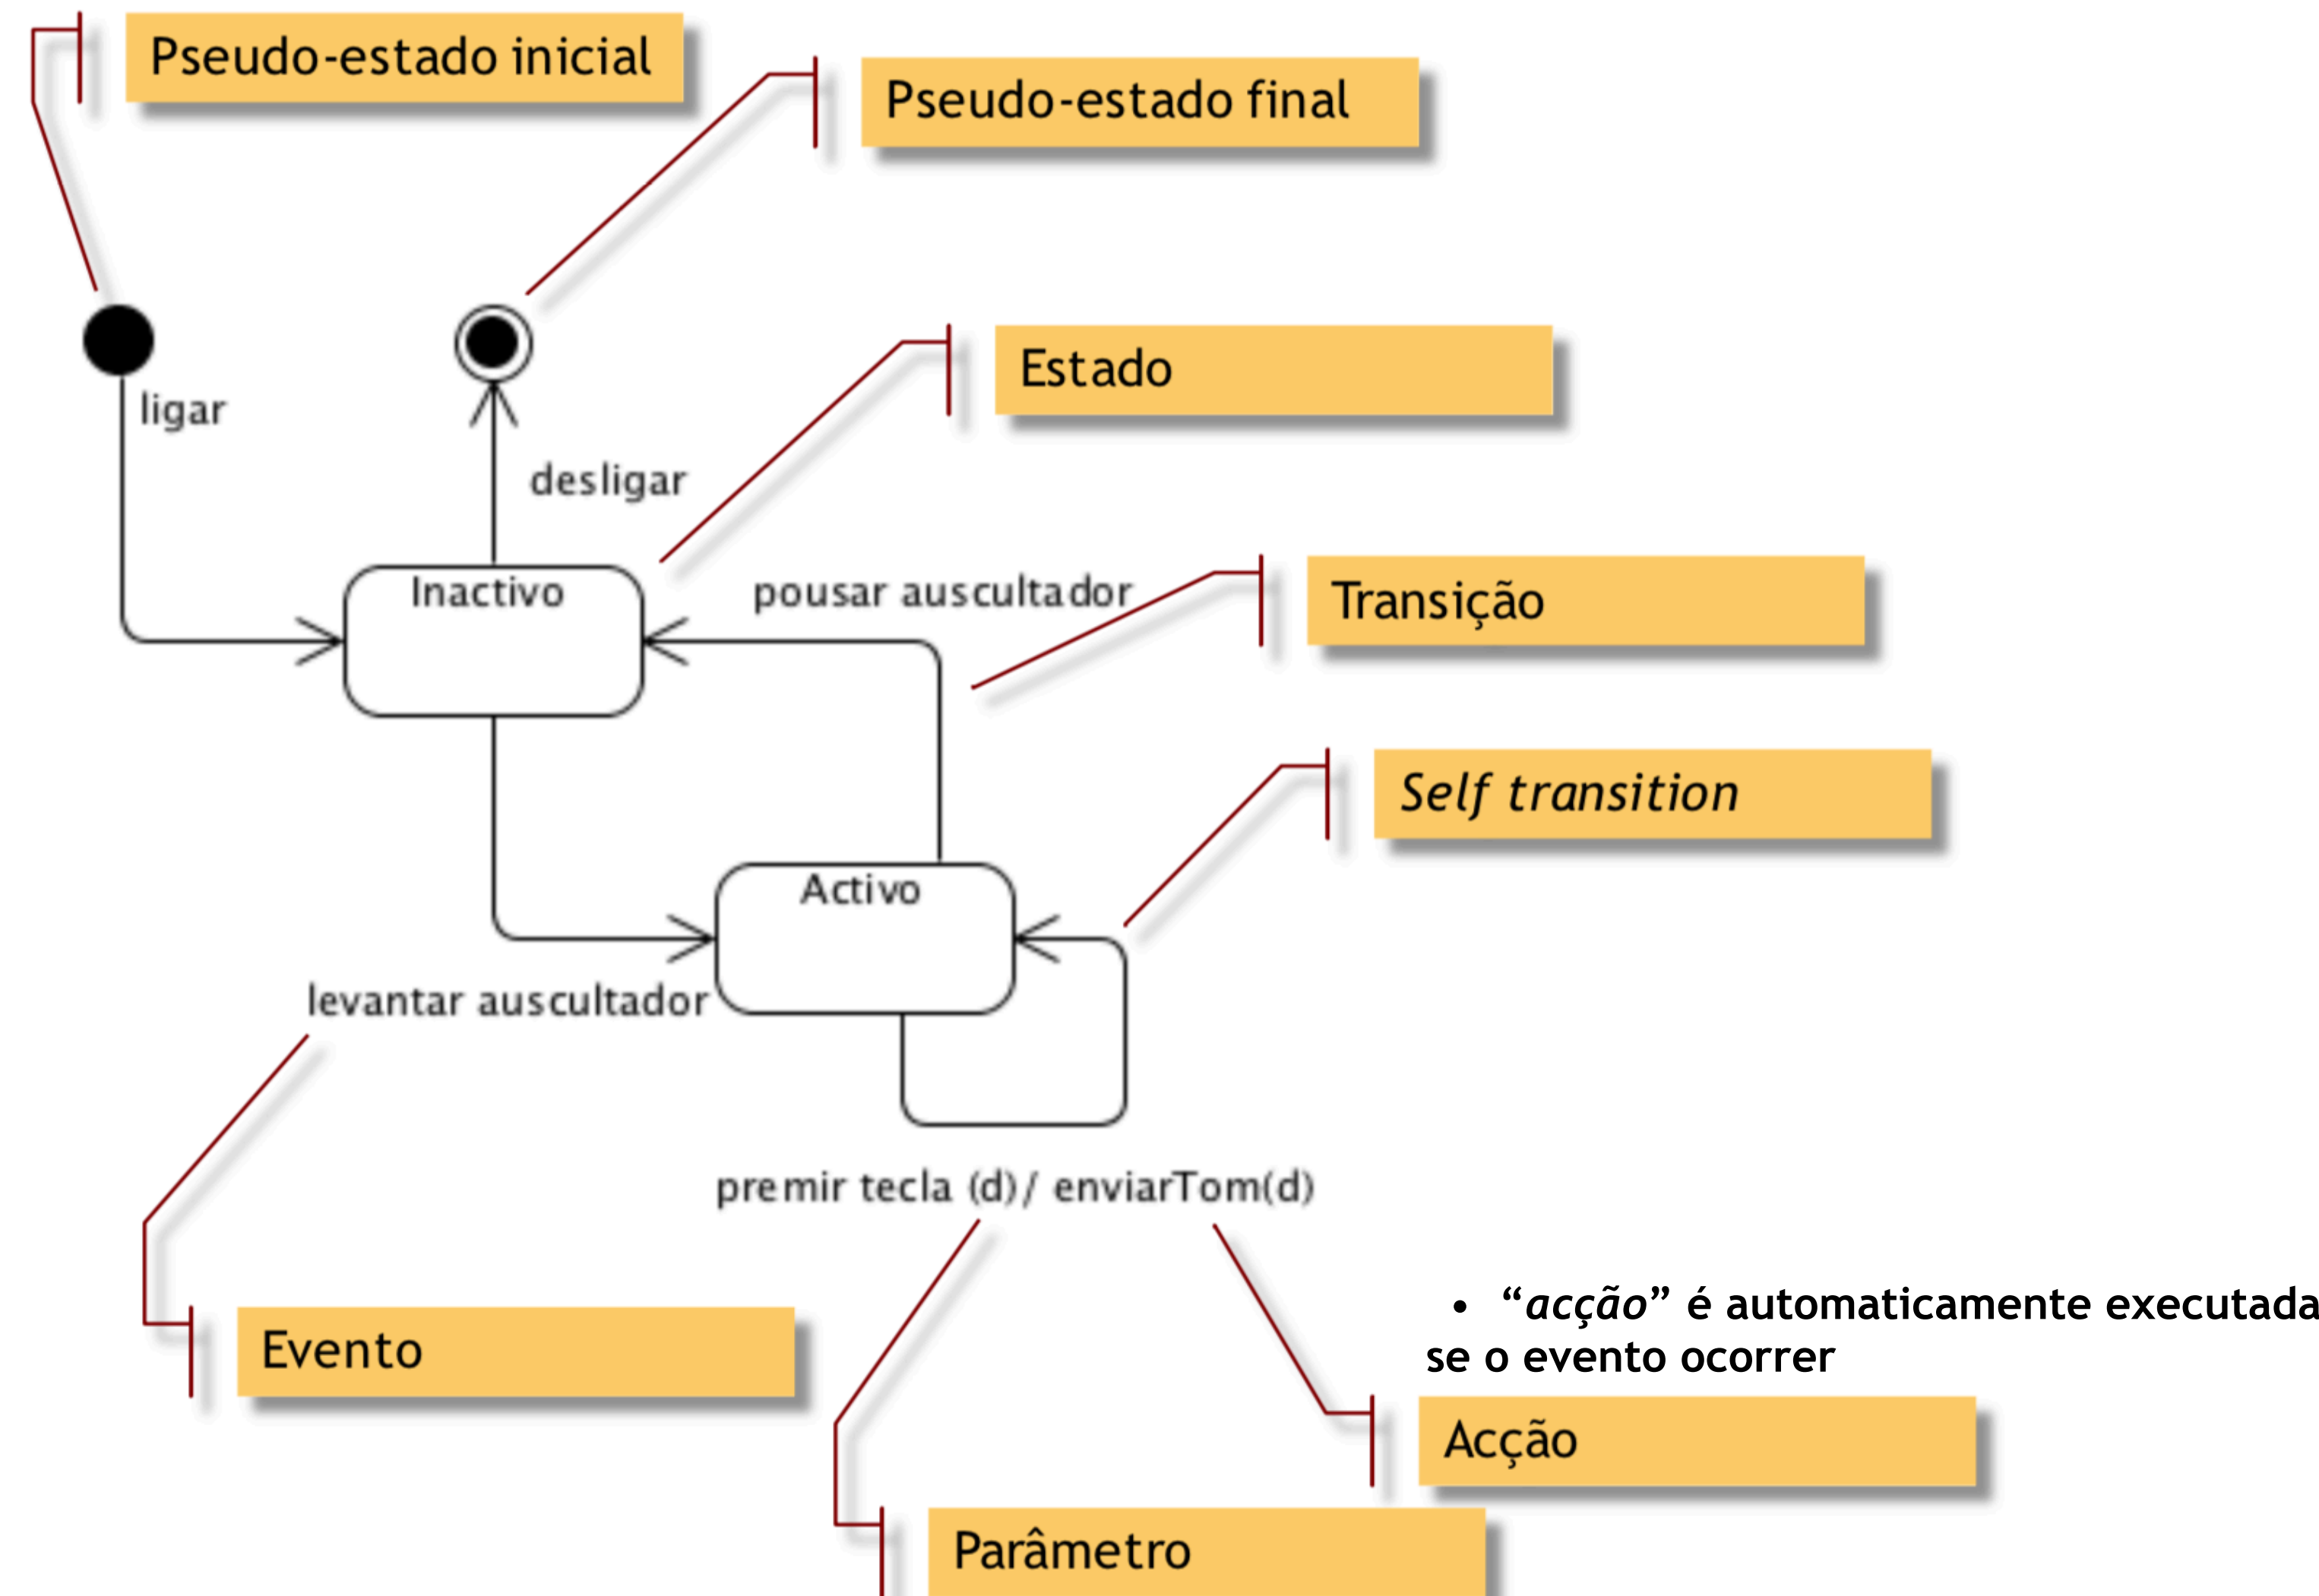 Pseudo-estado inicial
Pseudo-estado final
Estado
ligar
desligar
Inactivo
pousar auscultador
Transição
Self transition
Activo
levantar auscultador
premir tecla (d)/ enviarTom(d)
• “acção” é automaticamente executada
se o evento ocorrer
Evento
Acção
Parâmetro